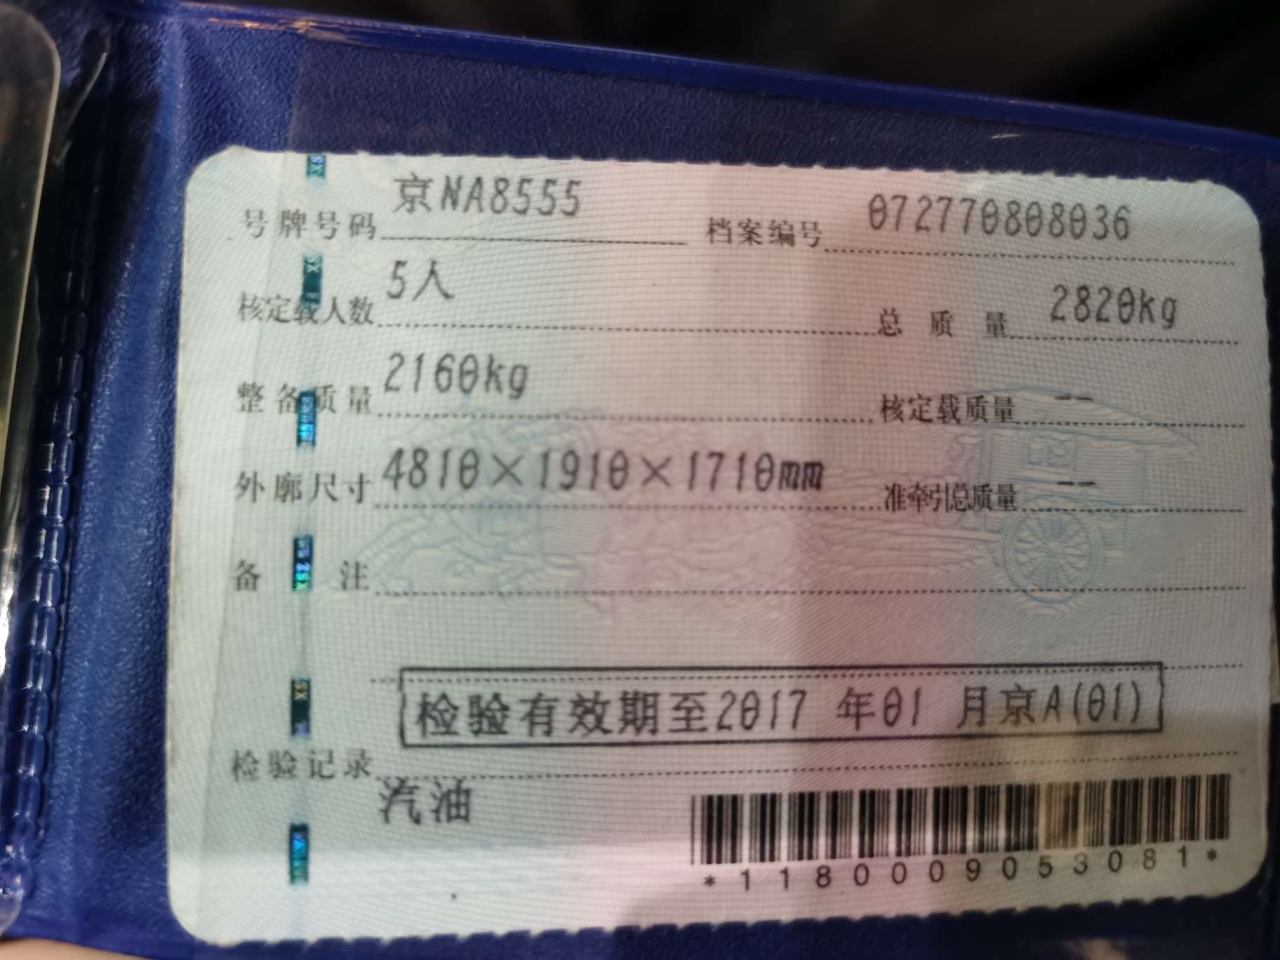 号牌号码 京NA8555 档案编号 072770808036
核定载人数 5人 总质量 2820kg
整备质量 2160kg 核定载质量 --
外廓尺寸 4810×1910×1710mm 准牵引总质量 --
备注
检验有效期至2017 年01 月京A(01)
检验记录
汽油
*1180009053081*